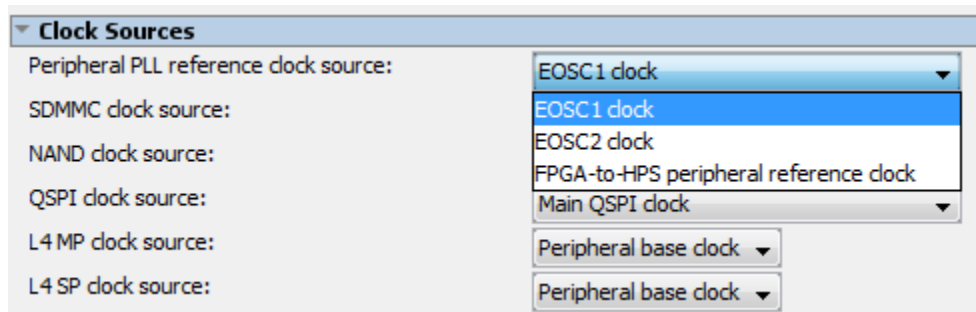 Clock Sources
Peripheral PLL reference clock source: EOSC1 clock
SDMMC clock source: EOSC1 clock
NAND clock source: EOSC2 clock
FPGA-to-HPS peripheral reference clock
QSPI clock source: Main QSPI clock
L4 MP clock source: Peripheral base clock
L4 SP clock source: Peripheral base clock